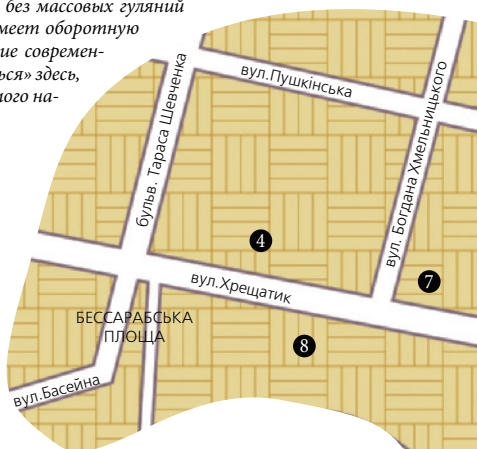 без массовых гуляний
меет оборотную
ие современ-
ься» здесь,
мого на-
вул.Пушкінська
бульв. Тараса Шевченка
вул. Богдана Хмельницького
4
7
вул.Хрещатик
БЕССАРАБСЬКА
ПЛОЩА
8
вул.Басейна